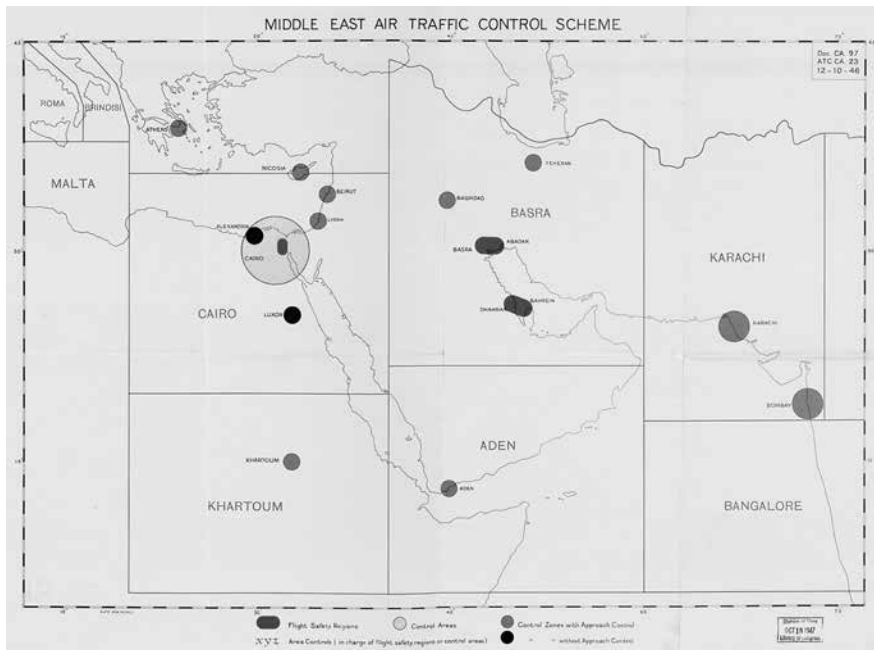 MIDDLE EAST AIR TRAFFIC CONTROL SCHEME
Doc. CA. 97
ATC CA. 23
12-10-46
ROMA
BRINDISI
ATHENS
MALTA
NICOSIA
BEIRUT
LYDDA
ALEXANDRIA
CAIRO
CAIRO
LUXOR
TEHERAN
BAGHDAD
BASRA
BASRA
ABADAN
DHAHRAN
BAHREIN
KARACHI
KARACHI
BOMBAY
KHARTOUM
KHARTOUM
ADEN
ADEN
BANGALORE
Flight Safety Regions
Control Areas
Control Zones with Approach Control
xyz Area Controls (in charge of flight safety regions or control areas)
" " without Approach Control
OCT 28 1947